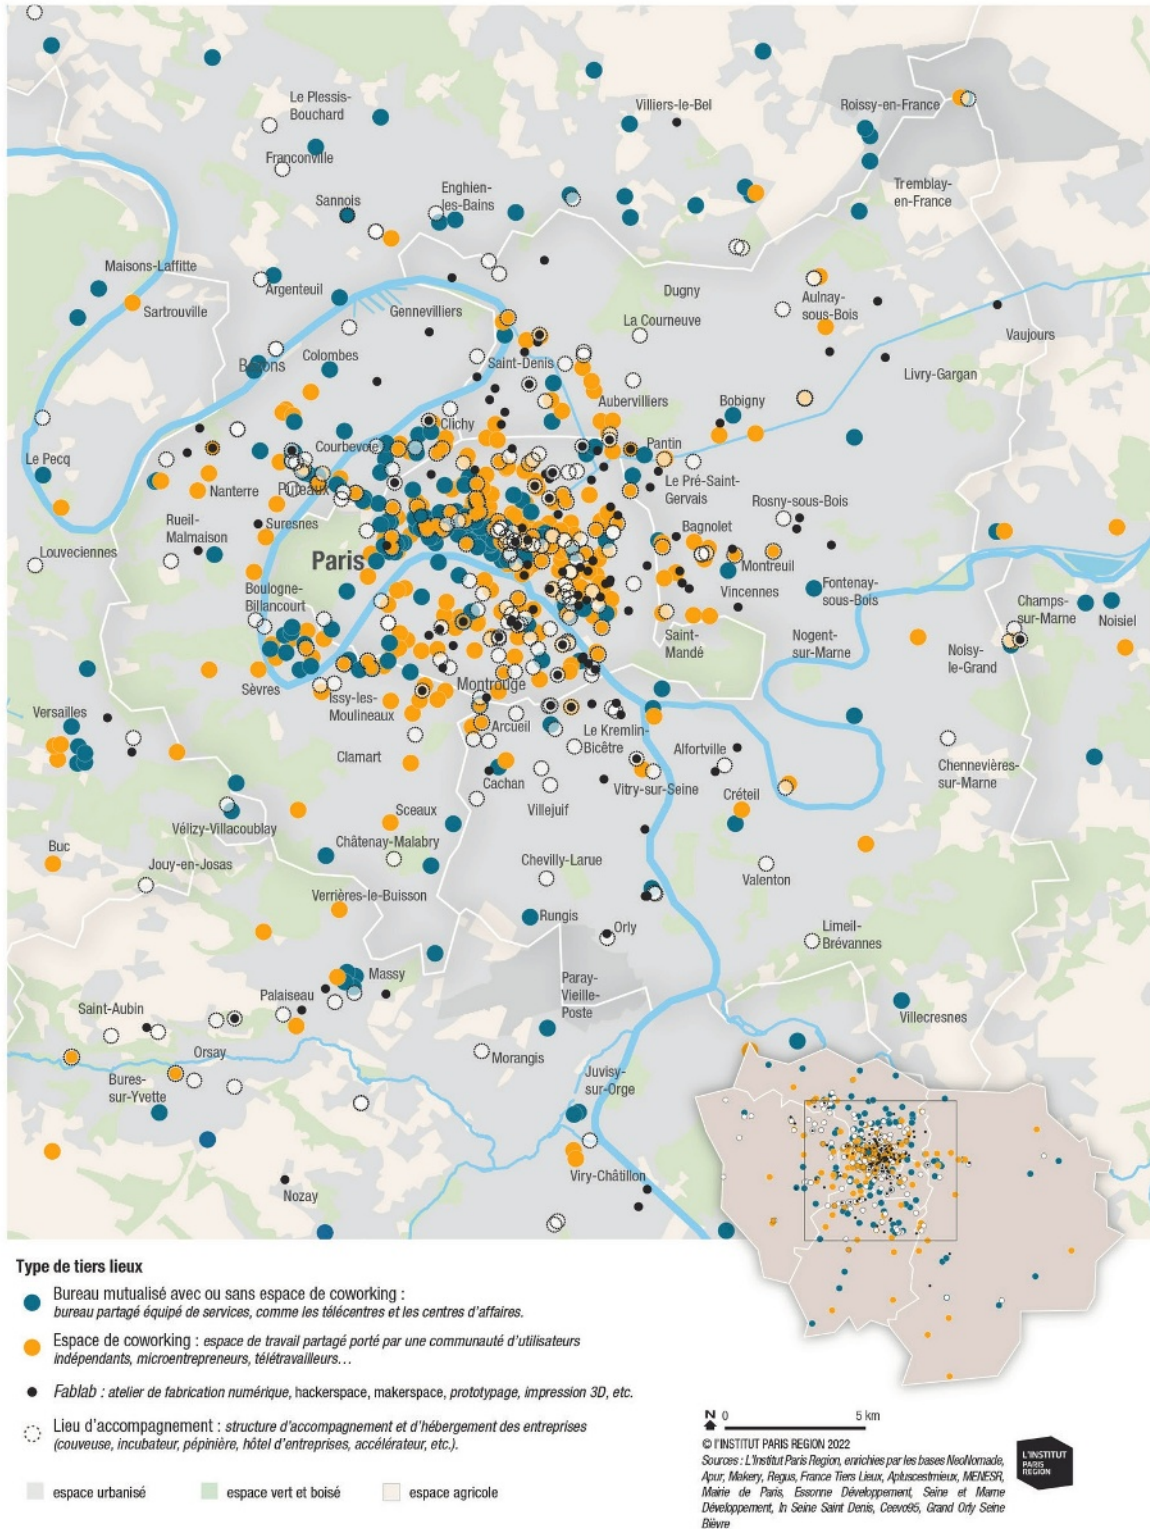 Le Plessis-
Bouchard
Villiers-le-Bel
Roissy-en-France
Franconville
Tremblay-
en-France
Sannois
Enghien
-les-Bains
Maisons-Laffitte
Sartrouville
Argenteuil
Gennevilliers
Dugny
Aulnay-
sous-Bois
La Courneuve
Vaujours
Bezons
Colombes
Saint-Denis
Livry-Gargan
Aubervilliers
Bobigny
Clichy
Courbevoie
Pantin
Le Pecq
Nanterre
Puteaux
Le Pré-Saint-
Gervais
Rosny-sous-Bois
Rueil-
Malmaison
Suresnes
Bagnolet
Louveciennes
Paris
Montreuil
Boulogne-
Billancourt
Vincennes
Fontenay-
sous-Bois
Champs-
sur-Marne
Noisiel
Saint-
Mandé
Nogent-
sur-Marne
Noisy-
le-Grand
Sèvres
Issy-les-
Moulineaux
Montrouge
Versailles
Arcueil
Le Kremlin-
Bicêtre
Alfortville
Clamart
Chennevières-
sur-Marne
Cachan
Vitry-sur-Seine
Créteil
Sceaux
Villejuif
Vélizy-Villacoublay
Châtenay-Malabry
Buc
Jouy-en-Josas
Chevilly-Larue
Valenton
Verrières-le-Buisson
Rungis
Orly
Limeil-
Brévannes
Massy
Paray-
Vieille-
Poste
Palaiseau
Saint-Aubin
Villecresnes
Orsay
Morangis
Bures-
sur-Yvette
Juvisy-
sur-Orge
Viry-Châtillon
Nozay
Type de tiers lieux
Bureau mutualisé avec ou sans espace de coworking :
bureau partagé équipé de services, comme les télécentres et les centres d'affaires.
Espace de coworking : espace de travail partagé porté par une communauté d'utilisateurs
indépendants, microentrepreneurs, télétravailleurs…
Fablab : atelier de fabrication numérique, hackerspace, makerspace, prototypage, impression 3D, etc.
Lieu d'accompagnement : structure d'accompagnement et d'hébergement des entreprises
(couveuse, incubateur, pépinière, hôtel d'entreprises, accélérateur, etc.).
espace urbanisé
espace vert et boisé
espace agricole
N 0 5 km
© l'INSTITUT PARIS REGION 2022
Sources : L'Institut Paris Region, enrichies par les bases NeoNomade,
Apur, Makery, Regus, France Tiers Lieux, Apluscestmieux, MENESR,
Mairie de Paris, Essonne Développement, Seine et Marne
Développement, In Seine Saint Denis, Ceevo95, Grand Orly Seine
Bièvre
L'INSTITUT
PARIS
REGION